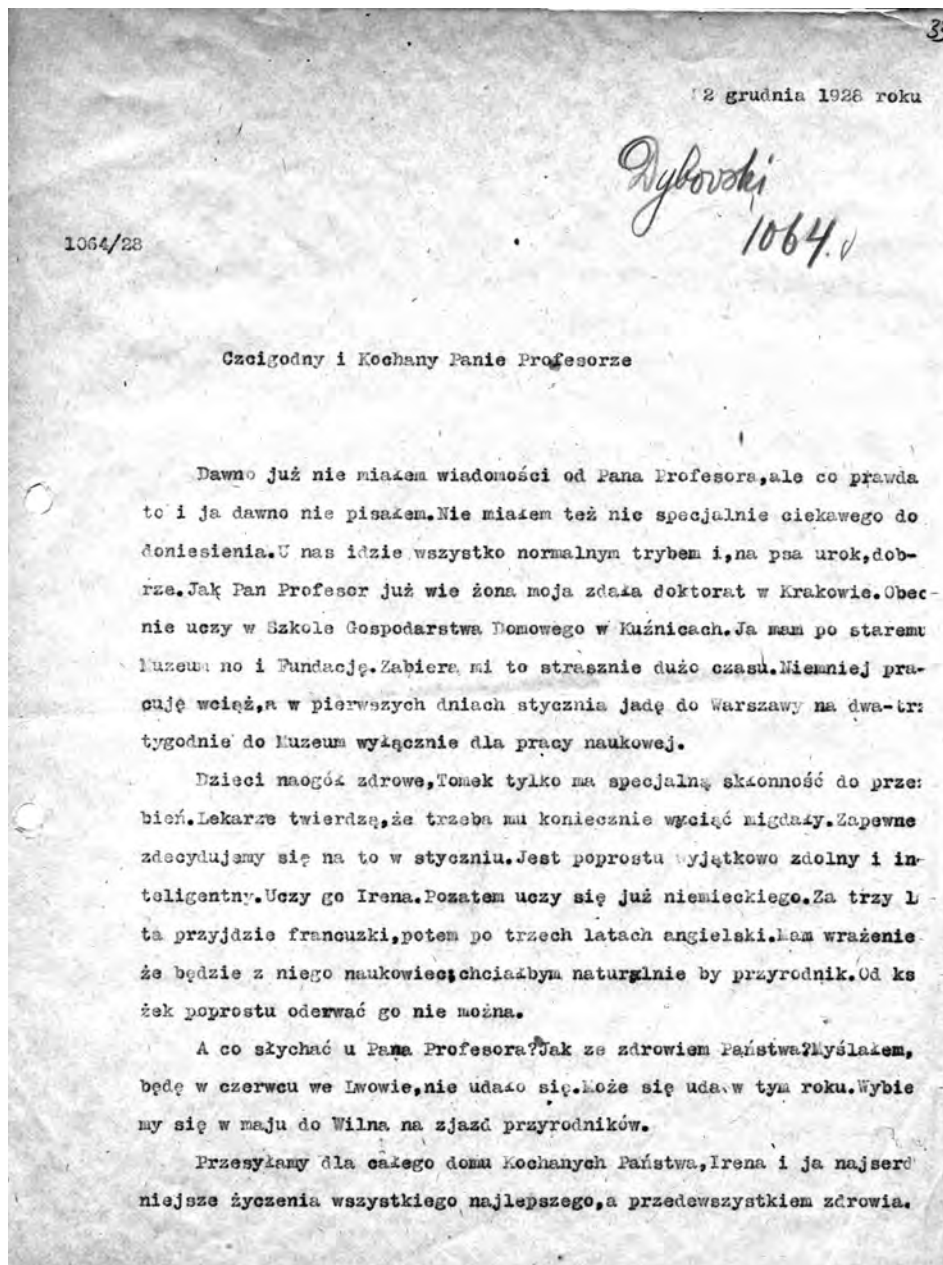 2 grudnia 1928 roku
Dybovski
1064.
1064/28
Czcigodny i Kochany Panie Profesorze
Dawno już nie miałem wiadomości od Pana Profesora,ale co prawda
to i ja dawno nie pisałem.Nie miałem też nic specjalnie ciekawego do
doniesienia.U nas idzie wszystko normalnym trybem i,na psa urok,dob-
rze.Jak Pan Profesor już wie żona moja zdała doktorat w Krakowie.Obec-
nie uczy w Szkole Gospodarstwa Domowego w Kuźnicach.Ja mam po staremu
Muzeum no i Fundację.Zabiera mi to strasznie dużo czasu.Niemniej pra-
cuję wciąż,a w pierwszych dniach stycznia jadę do Warszawy na dwa-trz
tygodnie do Muzeum wyłącznie dla pracy naukowej.
Dzieci naogół zdrowe,Tomek tylko ma specjalną skłonność do prze
bień.Lekarze twierdzą,że trzeba mu koniecznie wyciąć migdały.Zapewne
zdecydujemy się na to w styczniu.Jest poprostu wyjątkowo zdolny i in-
teligentny.Uczy go Irena.Pozatem uczy się już niemieckiego.Za trzy l
ta przyjdzie francuzki,potem po trzech latach angielski.Mam wrażenie
że będzie z niego naukowiec;chciałbym naturalnie by przyrodnik.Od ks
żek poprostu oderwać go nie można.
A co słychać u Pana Profesora?Jak ze zdrowiem Państwa?Myślałem,
będę w czerwcu we Lwowie,nie udało się.Może się uda w tym roku.Wybie
my się w maju do Wilna na zjazd przyrodników.
Przesyłamy dla całego domu Kochanych Państwa,Irena i ja najserd
niejsze życzenia wszystkiego najlepszego,a przedewszystkiem zdrowia.